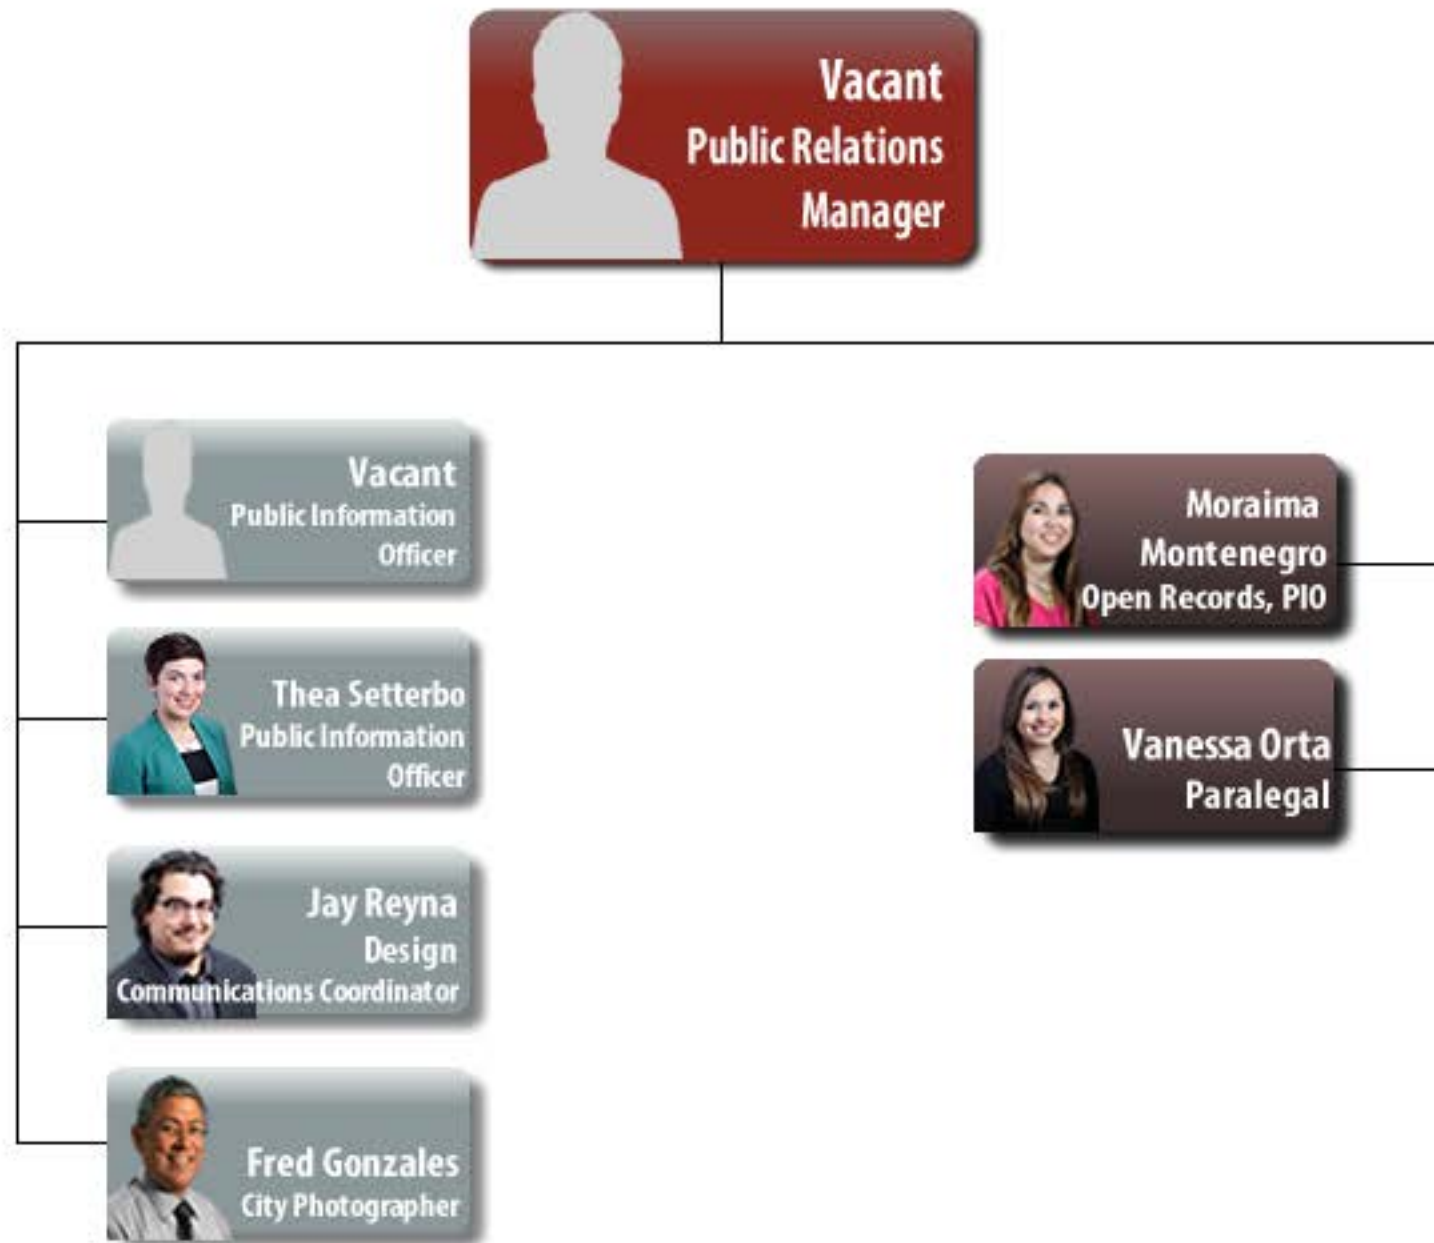 Vacant
Public Relations
Manager
Vacant
Public Information
Officer
Thea Setterbo
Public Information
Officer
Jay Reyna
Design
Communications Coordinator
Fred Gonzales
City Photographer
Moraima
Montenegro
Open Records, PIO
Vanessa Orta
Paralegal